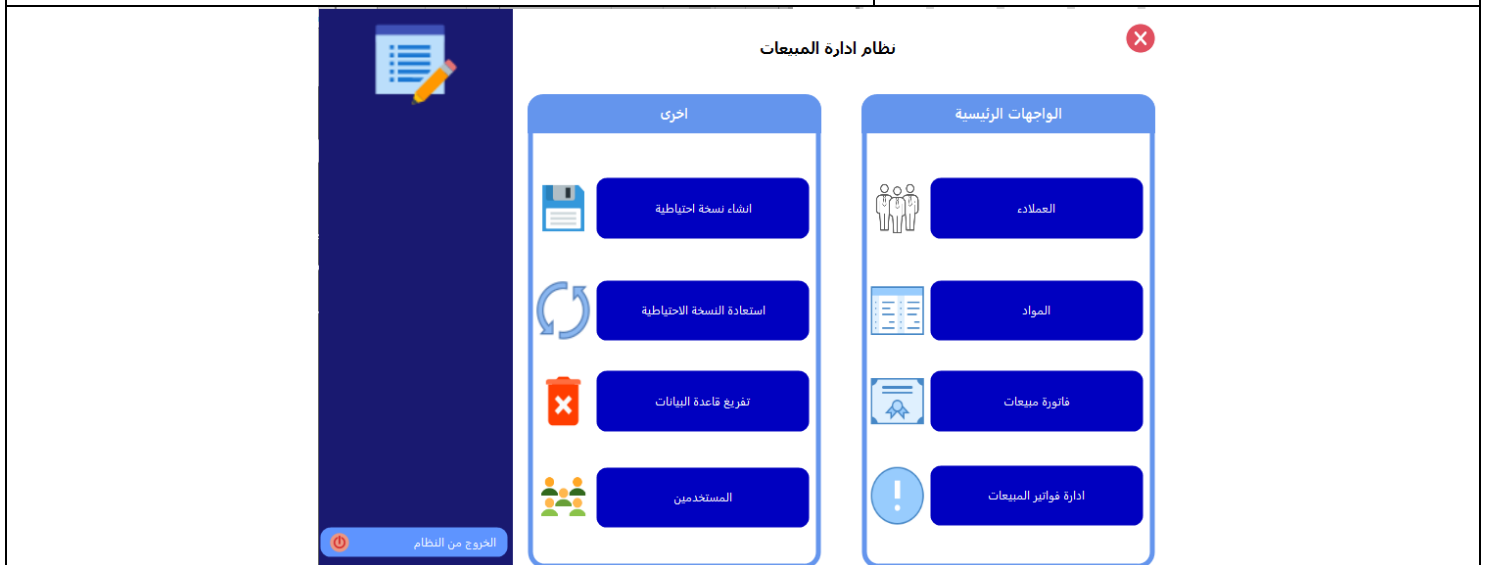 نظام ادارة المبيعات
الواجهات الرئيسية
العملاء
المواد
فاتورة مبيعات
ادارة فواتير المبيعات
اخرى
انشاء نسخة احتياطية
استعادة النسخة الاحتياطية
تفريغ قاعدة البيانات
المستخدمين
الخروج من النظام